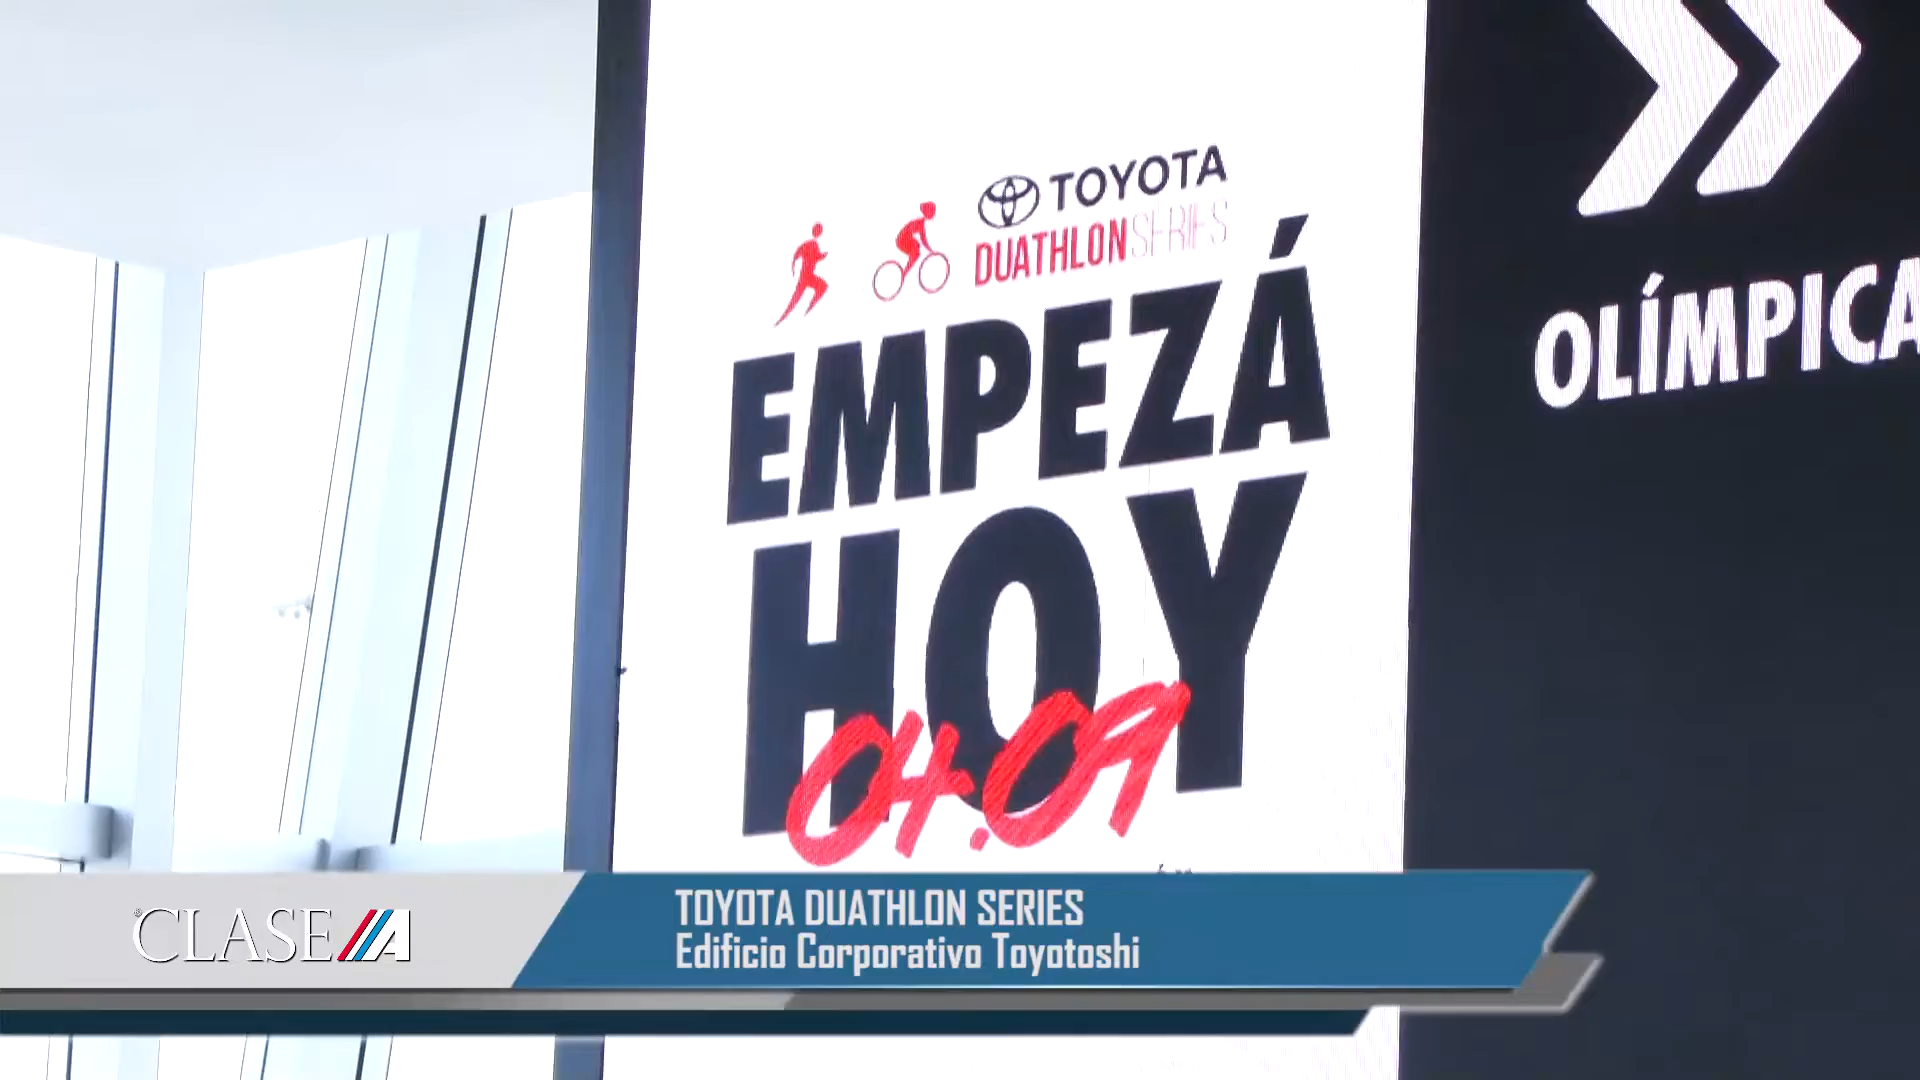 TOYOTA
DUATHLON SERIES
EMPEZÁ
HOY
04.09
OLÍMPICA
®CLASE A
TOYOTA DUATHLON SERIES
Edificio Corporativo Toyotoshi